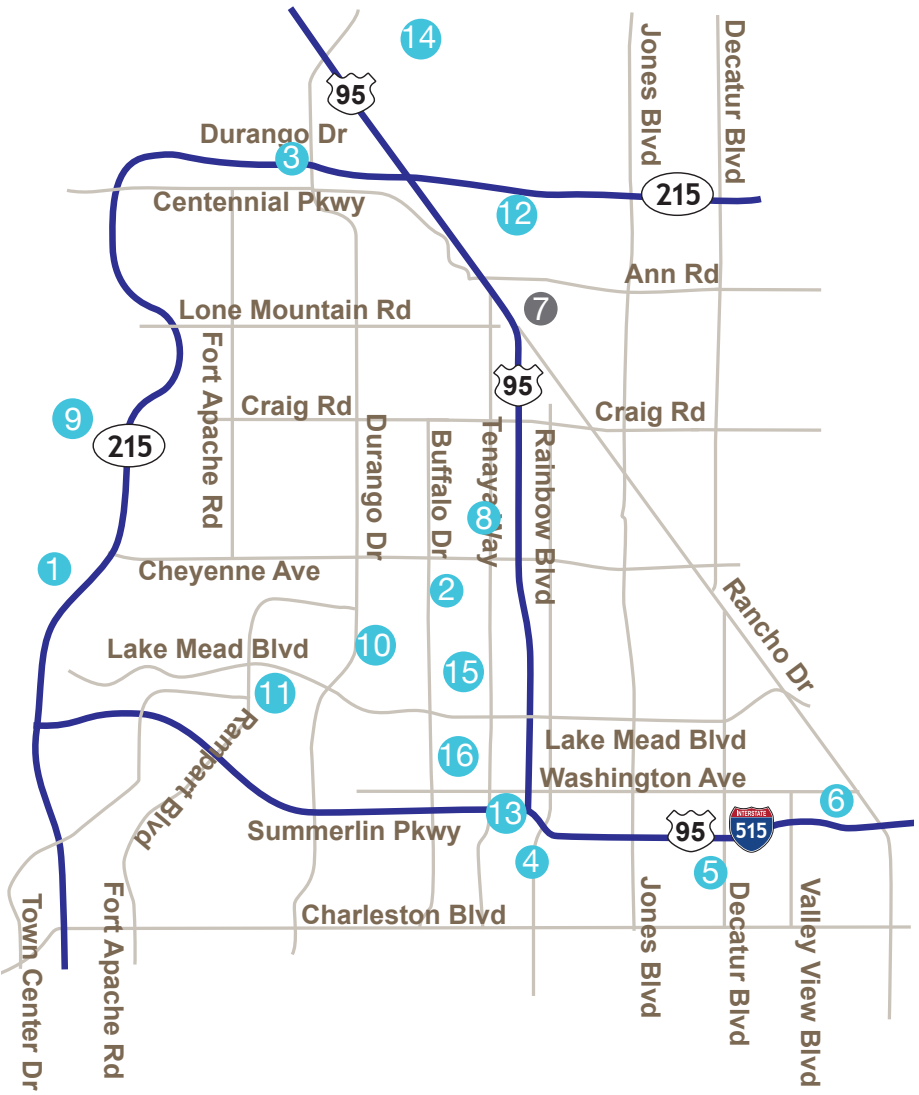 14
Jones Blvd
Decatur Blvd
95
Durango Dr
3
Centennial Pkwy
215
12
Ann Rd
Lone Mountain Rd
7
Fort Apache Rd
95
Craig Rd
Craig Rd
9
215
Durango Dr
Buffalo Dr
Tenaya Way
Rainbow Blvd
8
1
Cheyenne Ave
2
Rancho Dr
Lake Mead Blvd
10
15
11
Rampart Blvd
16
Lake Mead Blvd
Washington Ave
13
6
Summerlin Pkwy
95
INTERSTATE
515
4
5
Town Center Dr
Fort Apache Rd
Charleston Blvd
Jones Blvd
Decatur Blvd
Valley View Blvd